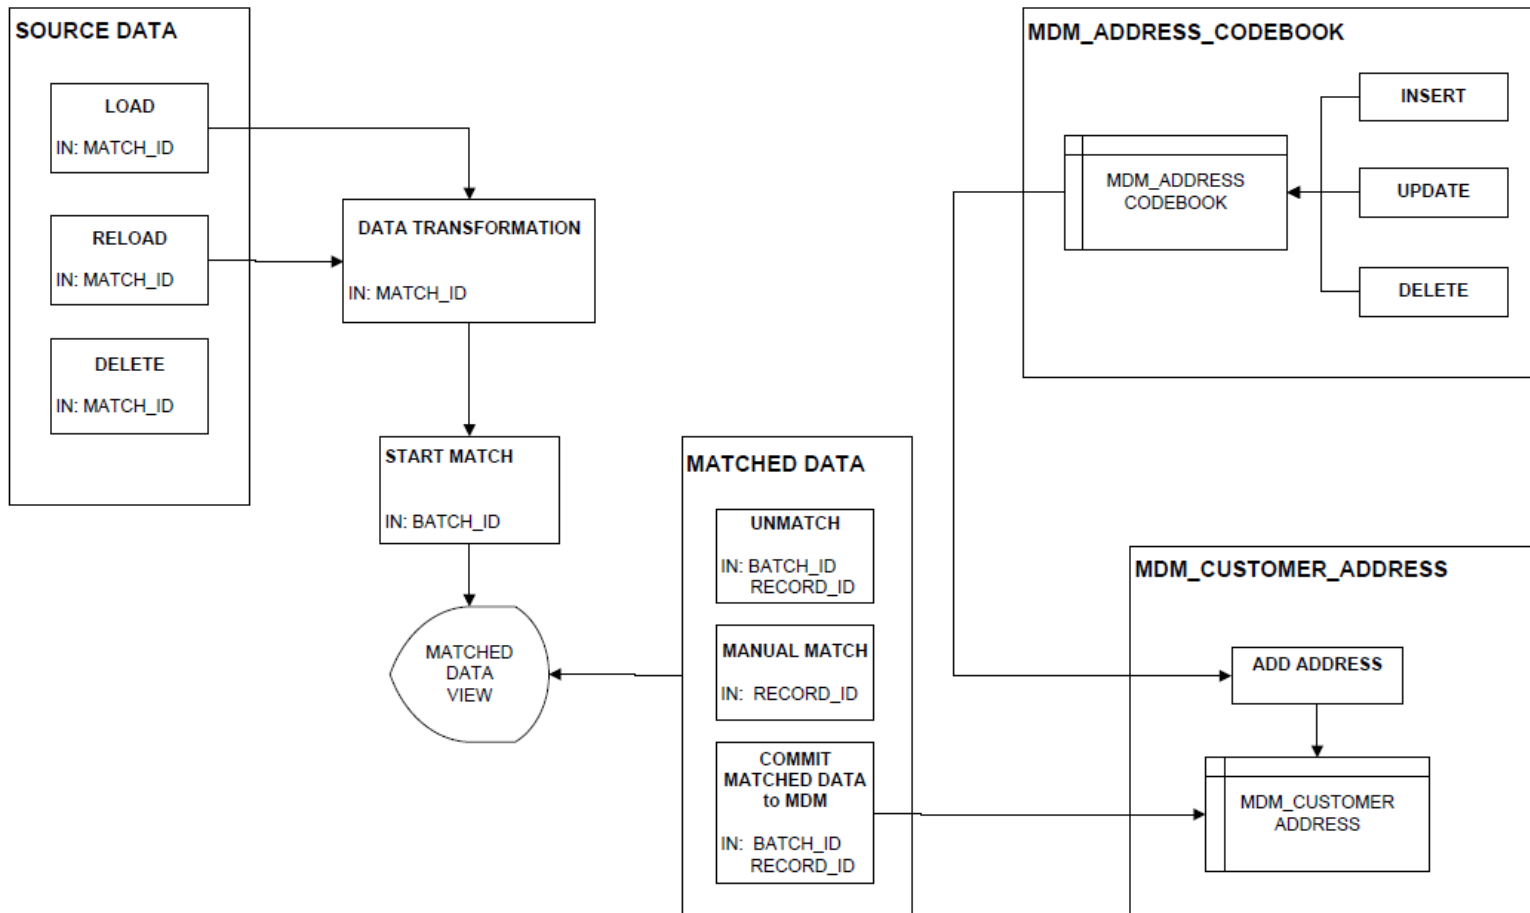 SOURCE DATA
LOAD
IN: MATCH_ID
RELOAD
IN: MATCH_ID
DELETE
IN: MATCH_ID
DATA TRANSFORMATION
IN: MATCH_ID
START MATCH
IN: BATCH_ID
MATCHED
DATA
VIEW
MATCHED DATA
UNMATCH
IN: BATCH_ID
RECORD_ID
MANUAL MATCH
IN: RECORD_ID
COMMIT
MATCHED DATA
to MDM
IN: BATCH_ID
RECORD_ID
MDM_ADDRESS_CODEBOOK
MDM_ADDRESS
CODEBOOK
INSERT
UPDATE
DELETE
MDM_CUSTOMER_ADDRESS
ADD ADDRESS
MDM_CUSTOMER
ADDRESS